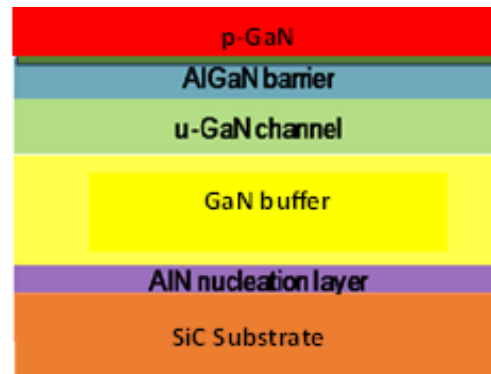 p-GaN
AlGaN barrier
u-GaN channel
GaN buffer
AlN nucleation layer
SiC Substrate